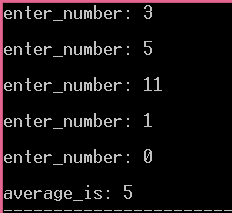 enter_number: 3
enter_number: 5
enter_number: 11
enter_number: 1
enter_number: 0
average_is: 5
--------------------